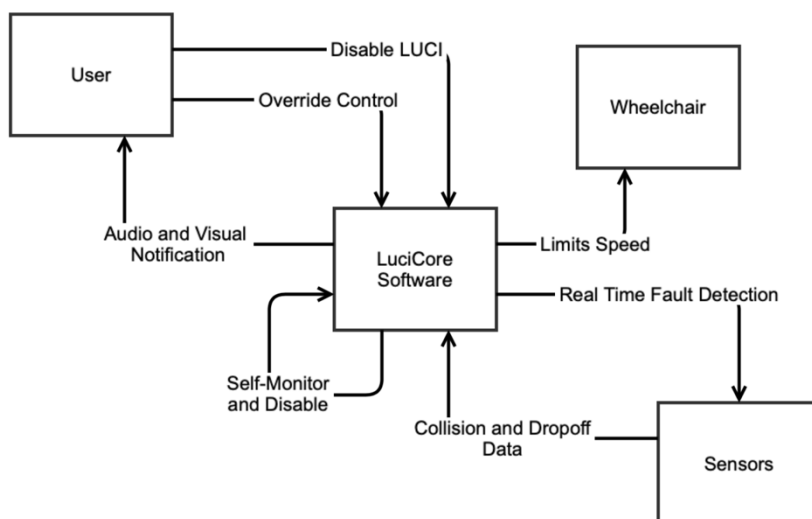 User
Disable LUCI
Override Control
Wheelchair
Audio and Visual
Notification
LuciCore
Software
Limits Speed
Real Time Fault Detection
Self-Monitor
and Disable
Collision and Dropoff
Data
Sensors